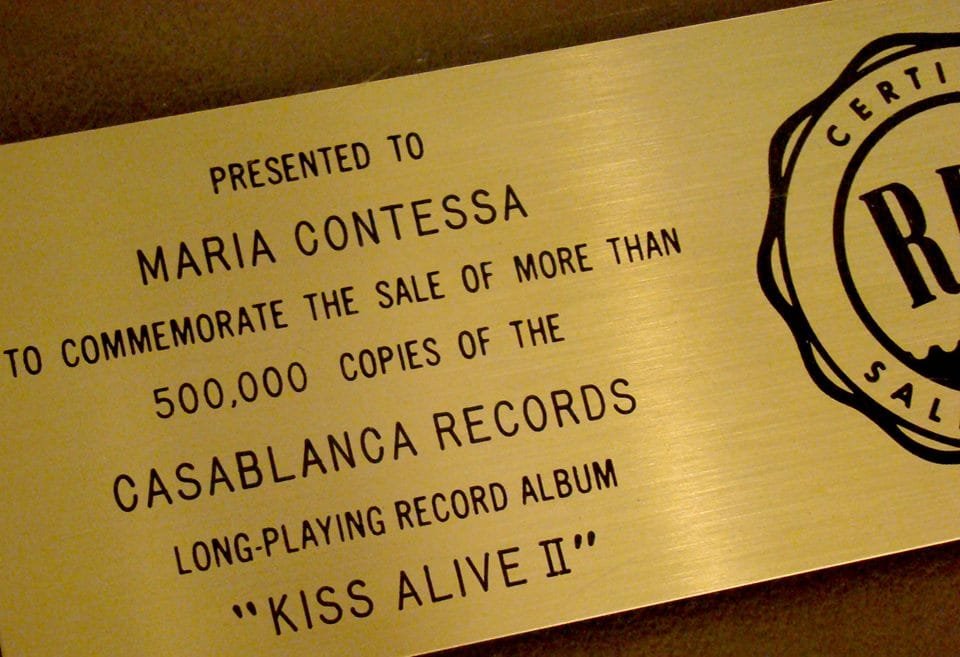 PRESENTED TO
MARIA CONTESSA
TO COMMEMORATE THE SALE OF MORE THAN
500,000 COPIES OF THE
CASABLANCA RECORDS
LONG-PLAYING RECORD ALBUM
"KISS ALIVE II"